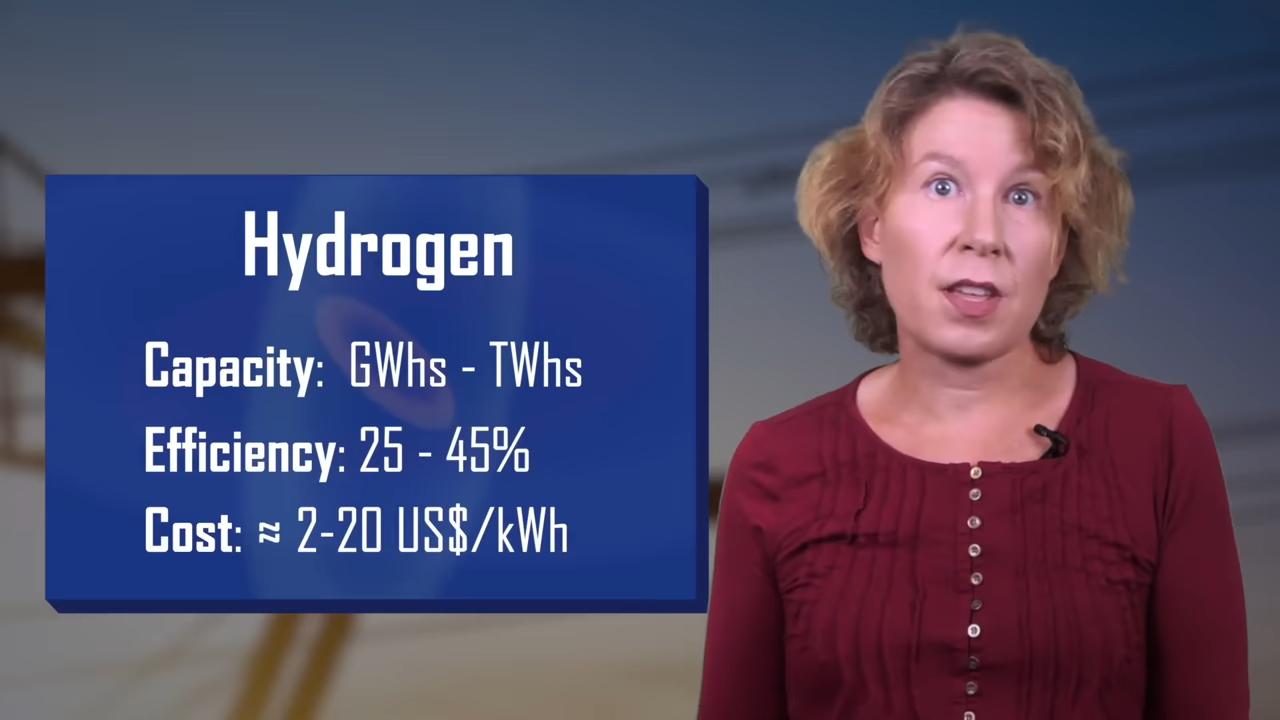 Hydrogen
Capacity: GWhs - TWhs
Efficiency: 25 - 45%
Cost: ≈ 2-20 US$/kWh